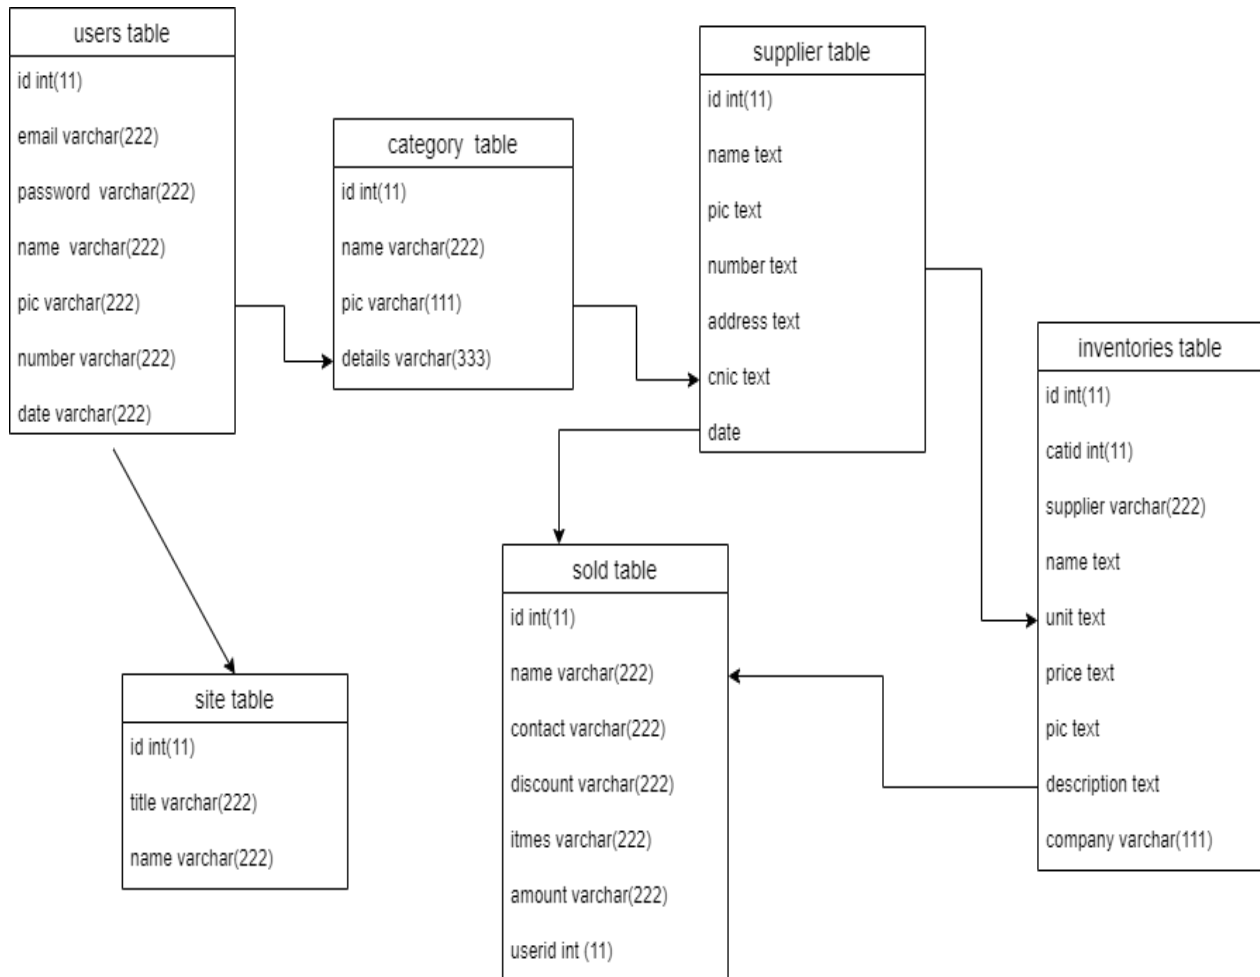 users table
id int(11)
email varchar(222)
password  varchar(222)
name  varchar(222)
pic varchar(222)
number varchar(222)
date varchar(222)
category  table
id int(11)
name varchar(222)
pic varchar(111)
details varchar(333)
supplier table
id int(11)
name text
pic text
number text
address text
cnic text
date
inventories table
id int(11)
catid int(11)
supplier varchar(222)
name text
unit text
price text
pic text
description text
company varchar(111)
sold table
id int(11)
name varchar(222)
contact varchar(222)
discount varchar(222)
itmes varchar(222)
amount varchar(222)
userid int (11)
site table
id int(11)
title varchar(222)
name varchar(222)